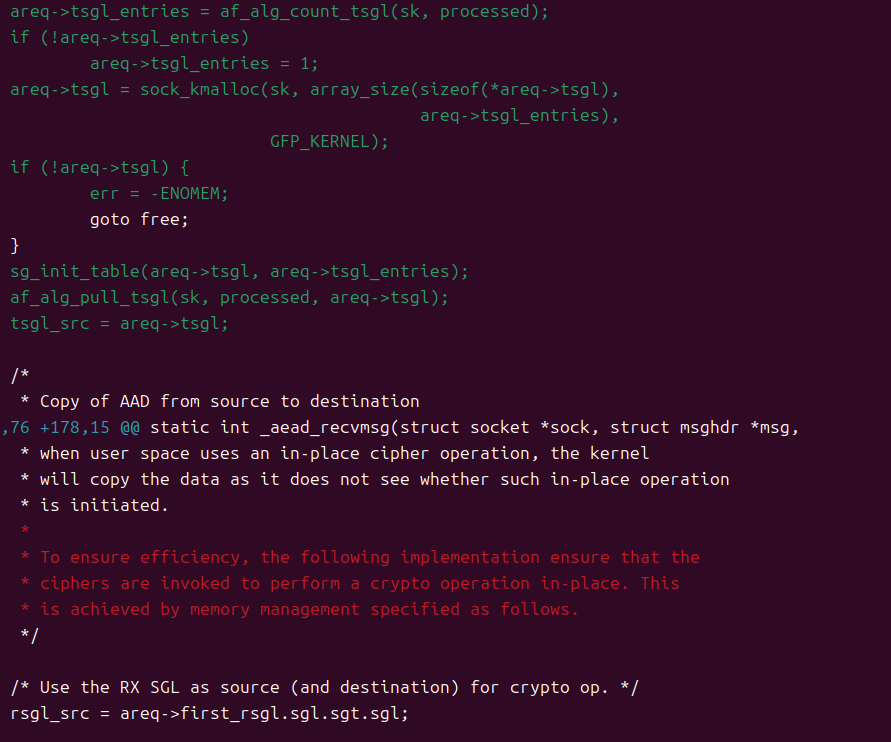 areq->tsgl_entries = af_alg_count_tsgl(sk, processed);
if (!areq->tsgl_entries)
        areq->tsgl_entries = 1;
areq->tsgl = sock_kmalloc(sk, array_size(sizeof(*areq->tsgl),
                                         areq->tsgl_entries),
                          GFP_KERNEL);
if (!areq->tsgl) {
        err = -ENOMEM;
        goto free;
}
sg_init_table(areq->tsgl, areq->tsgl_entries);
af_alg_pull_tsgl(sk, processed, areq->tsgl);
tsgl_src = areq->tsgl;

/*
 * Copy of AAD from source to destination
,76 +178,15 @@ static int _aead_recvmsg(struct socket *sock, struct msghdr *msg,
 * when user space uses an in-place cipher operation, the kernel
 * will copy the data as it does not see whether such in-place operation
 * is initiated.
 *
 * To ensure efficiency, the following implementation ensure that the
 * ciphers are invoked to perform a crypto operation in-place. This
 * is achieved by memory management specified as follows.
 */

/* Use the RX SGL as source (and destination) for crypto op. */
rsgl_src = areq->first_rsgl.sgl.sgt.sgl;